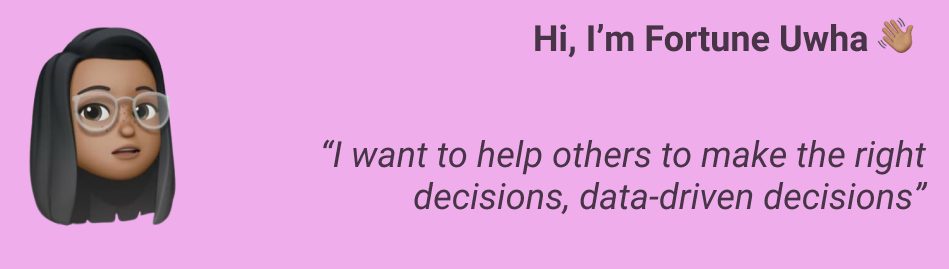 Hi, I’m Fortune Uwha 👋🏽
“I want to help others to make the right
decisions, data-driven decisions”